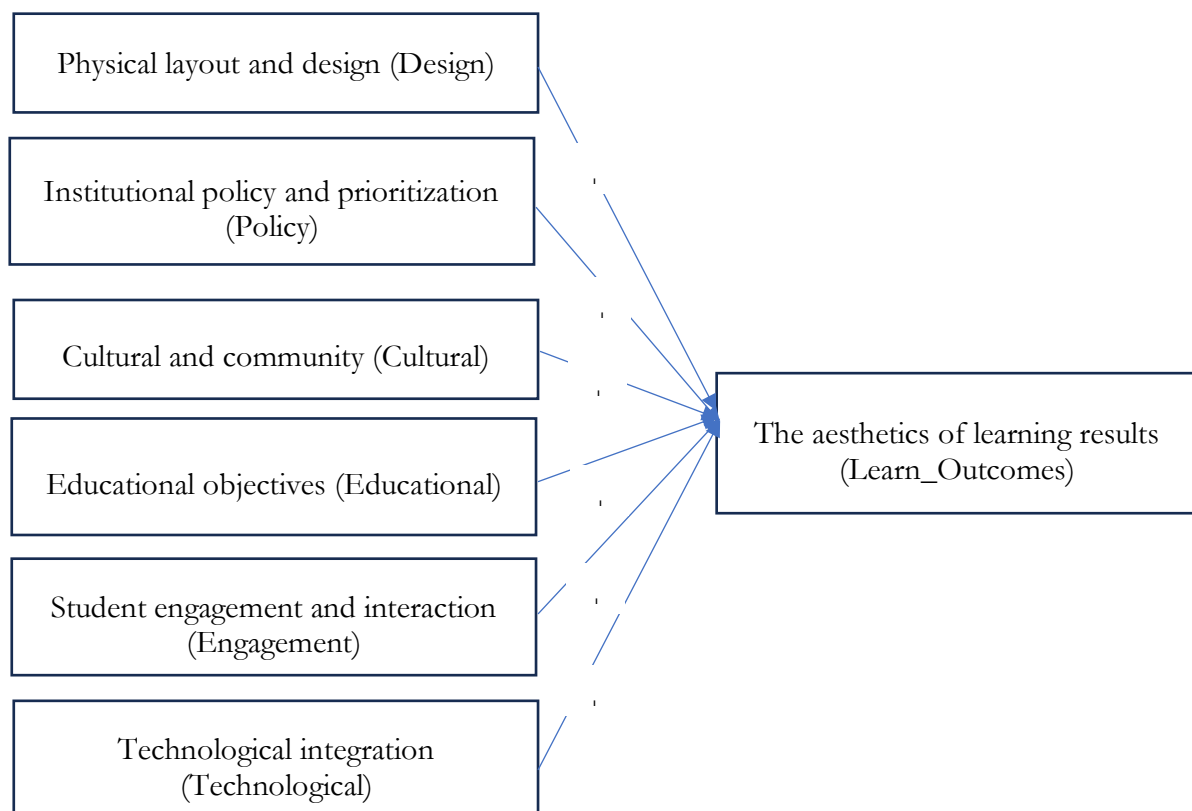 Physical layout and design (Design)
Institutional policy and prioritization
(Policy)
Cultural and community (Cultural)
Educational objectives (Educational)
Student engagement and interaction
(Engagement)
Technological integration
(Technological)
The aesthetics of learning results
(Learn_Outcomes)